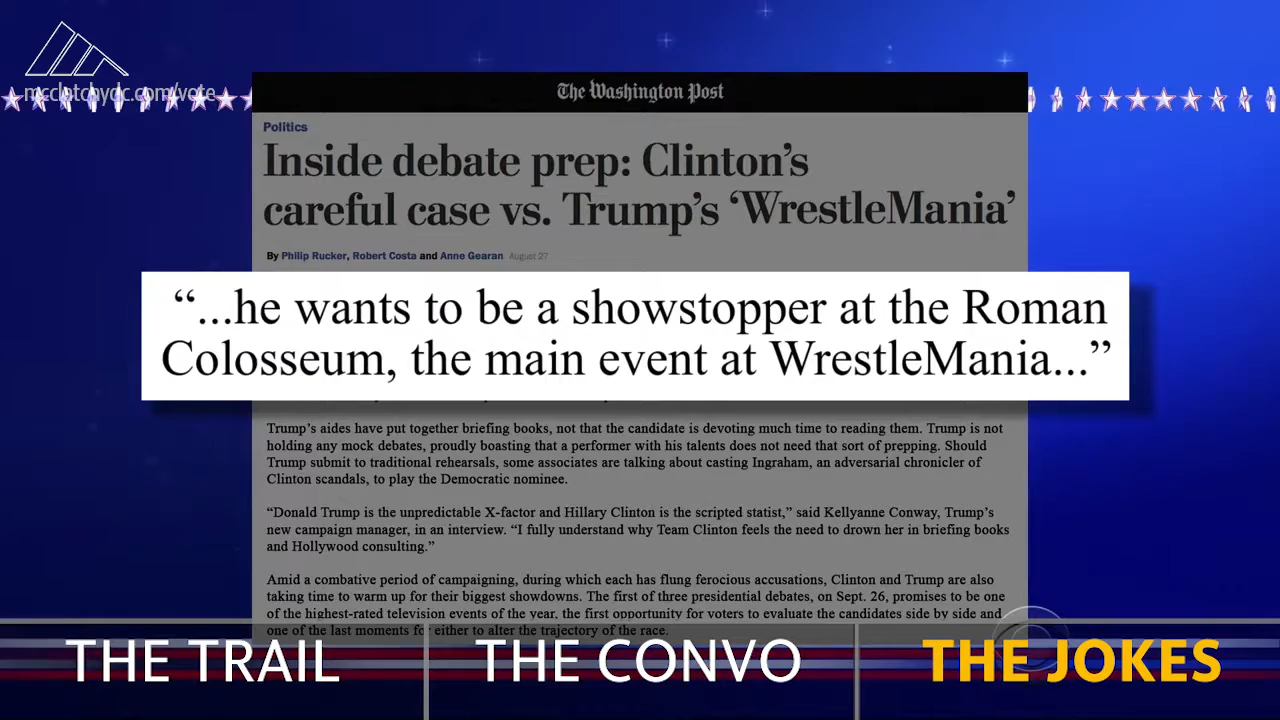 mcclatchydc.com/vote
The Washington Post
Politics
Inside debate prep: Clinton's
careful case vs. Trump's ‘WrestleMania’
By Philip Rucker, Robert Costa and Anne Gearan August 27
“...he wants to be a showstopper at the Roman
Colosseum, the main event at WrestleMania...”
Trump's aides have put together briefing books, not that the candidate is devoting much time to reading them. Trump is not
holding any mock debates, proudly boasting that a performer with his talents does not need that sort of prepping. Should
Trump submit to traditional rehearsals, some associates are talking about casting Ingraham, an adversarial chronicler of
Clinton scandals, to play the Democratic nominee.
“Donald Trump is the unpredictable X-factor and Hillary Clinton is the scripted statist,” said Kellyanne Conway, Trump's
new campaign manager, in an interview. “I fully understand why Team Clinton feels the need to drown her in briefing books
and Hollywood consulting.”
Amid a combative period of campaigning, during which each has flung ferocious accusations, Clinton and Trump are also
taking time to warm up for their biggest showdowns. The first of three presidential debates, on Sept. 26, promises to be one
of the highest-rated television events of the year, the first opportunity for voters to evaluate the candidates side by side and
one of the last moments for either to alter the trajectory of the race.
THE TRAIL
THE CONVO
THE JOKES